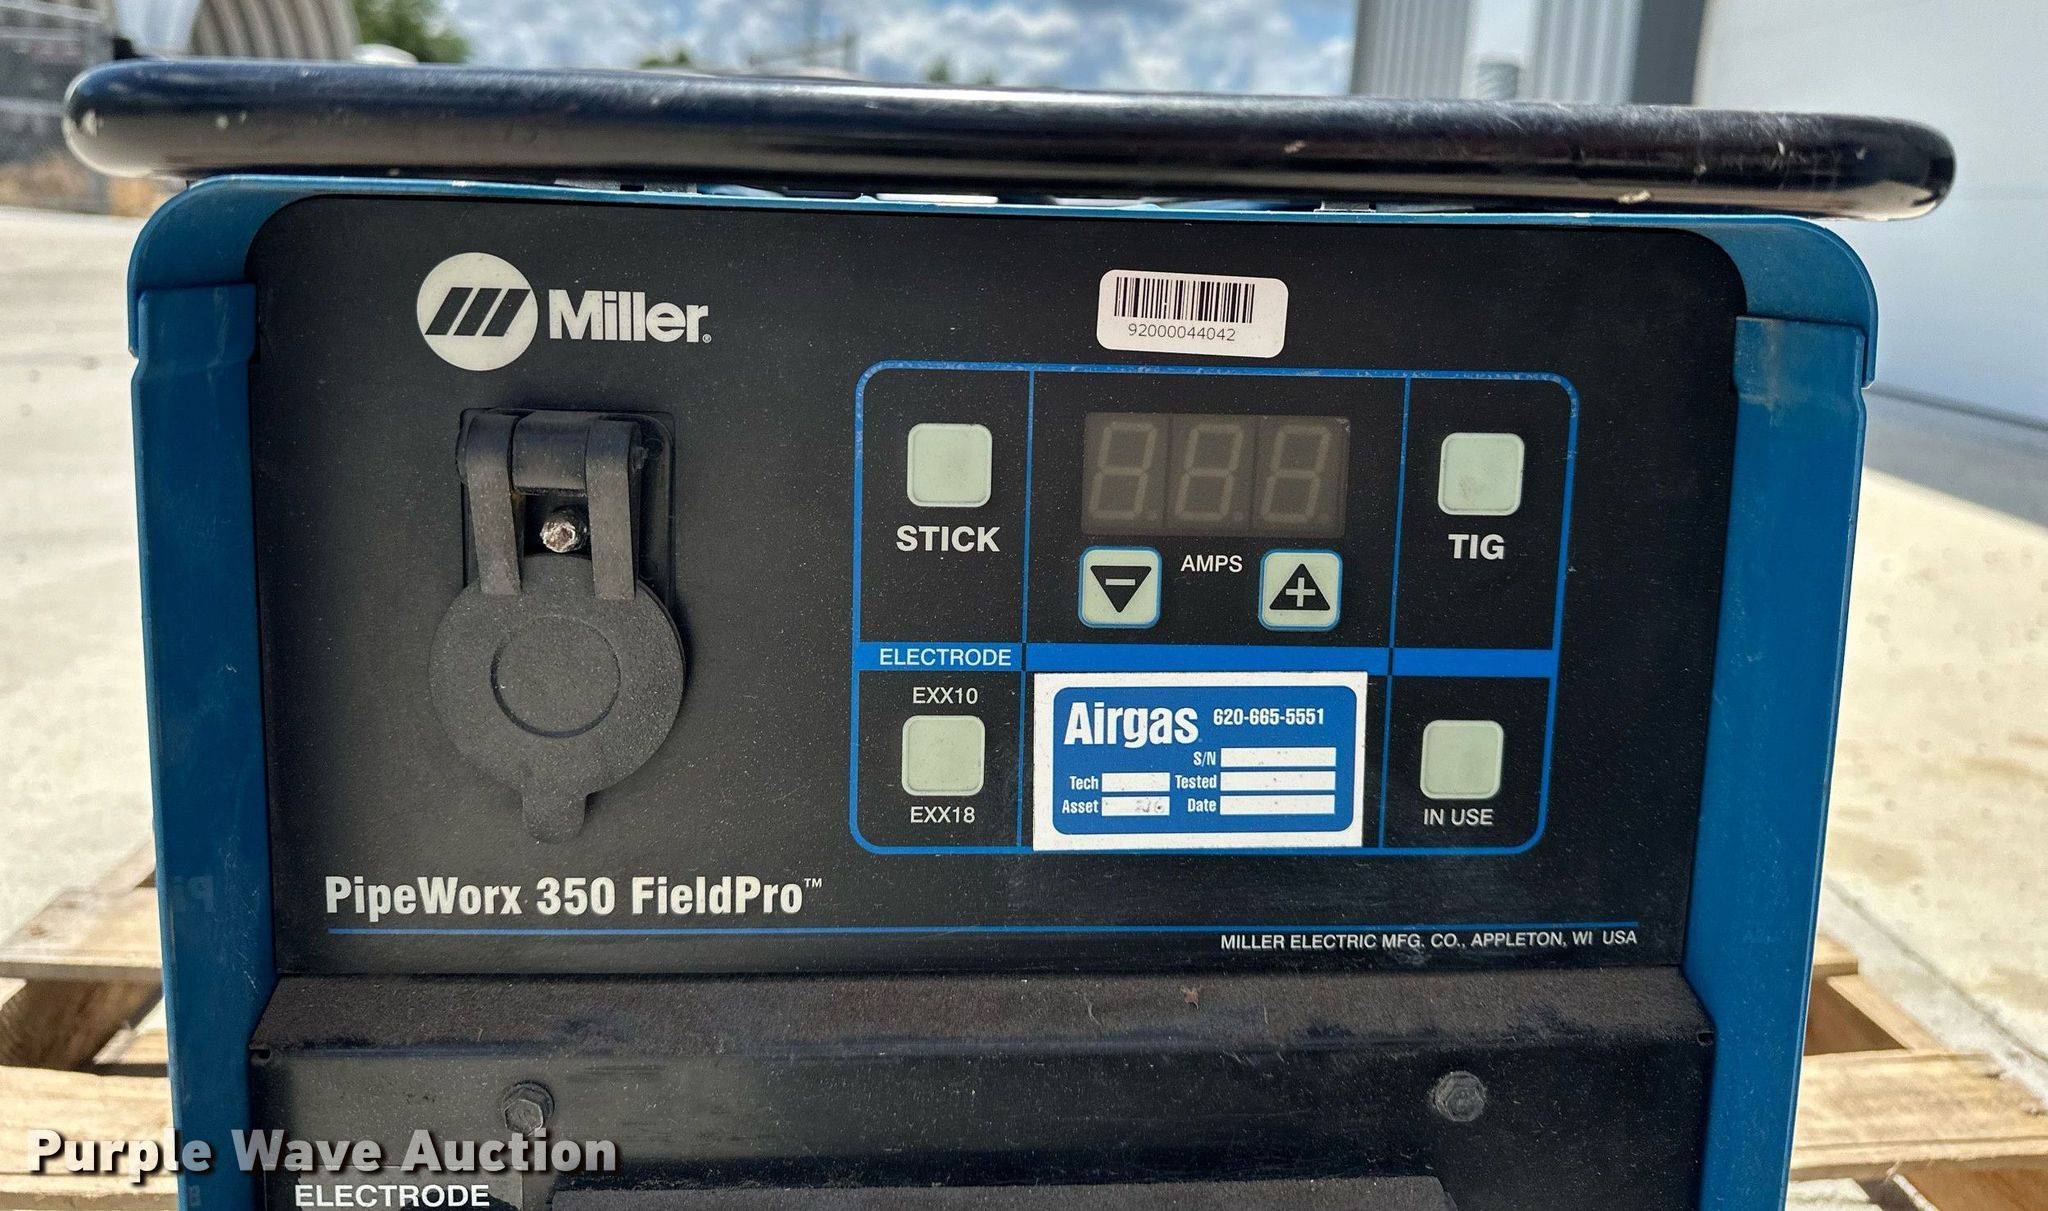 Miller®
92000044042
STICK
AMPS
TIG
ELECTRODE
EXX10
EXX18
Airgas 620-665-5551
S/N
Tech Tested
Asset Date
IN USE
PipeWorx 350 FieldPro™
MILLER ELECTRIC MFG. CO., APPLETON, WI USA
Purple Wave Auction
ELECTRODE